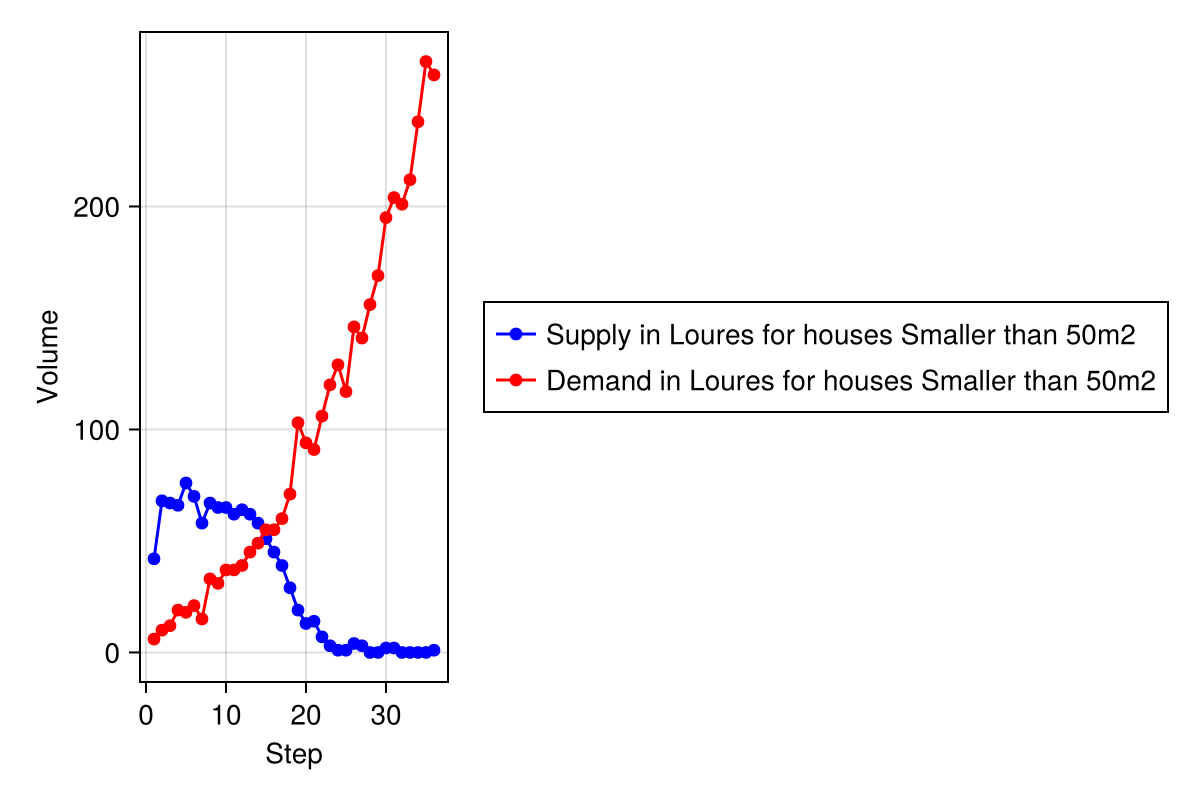 200
100
0
Volume
0 10 20 30
Step
Supply in Loures for houses Smaller than 50m2
Demand in Loures for houses Smaller than 50m2